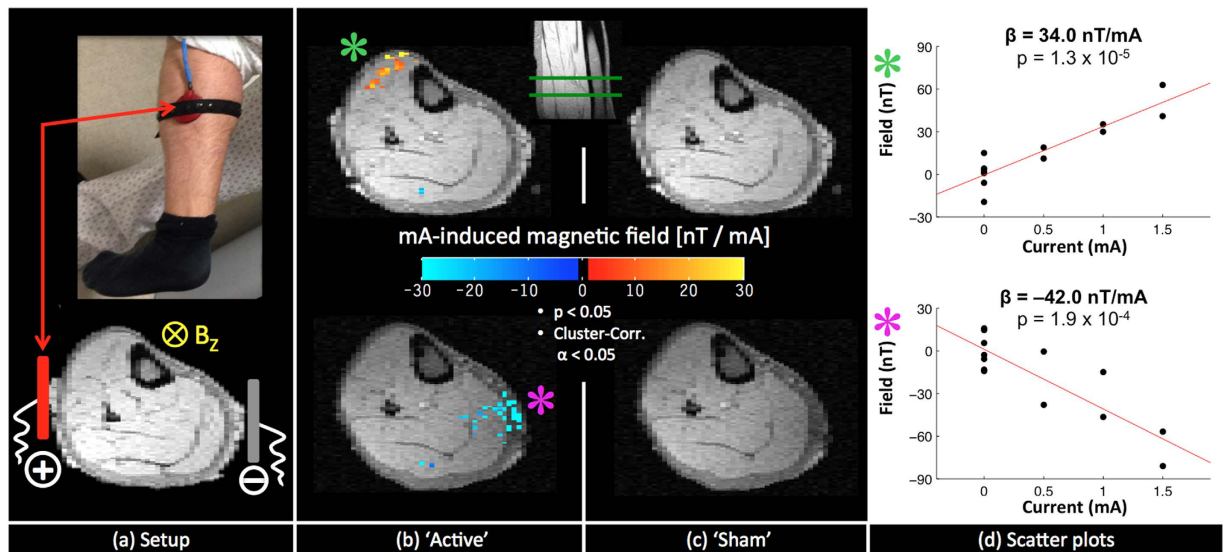 B_z
+
−
(a) Setup
*
mA-induced magnetic field [nT / mA]
-30 -20 -10 0 10 20 30
• p < 0.05
• Cluster-Corr.
α < 0.05
*
(b) 'Active'
(c) 'Sham'
*
β = 34.0 nT/mA
p = 1.3 x 10⁻⁵
Field (nT)
90
60
30
0
−30
0 0.5 1 1.5
Current (mA)
*
β = −42.0 nT/mA
p = 1.9 x 10⁻⁴
Field (nT)
30
0
−30
−60
−90
0 0.5 1 1.5
Current (mA)
(d) Scatter plots